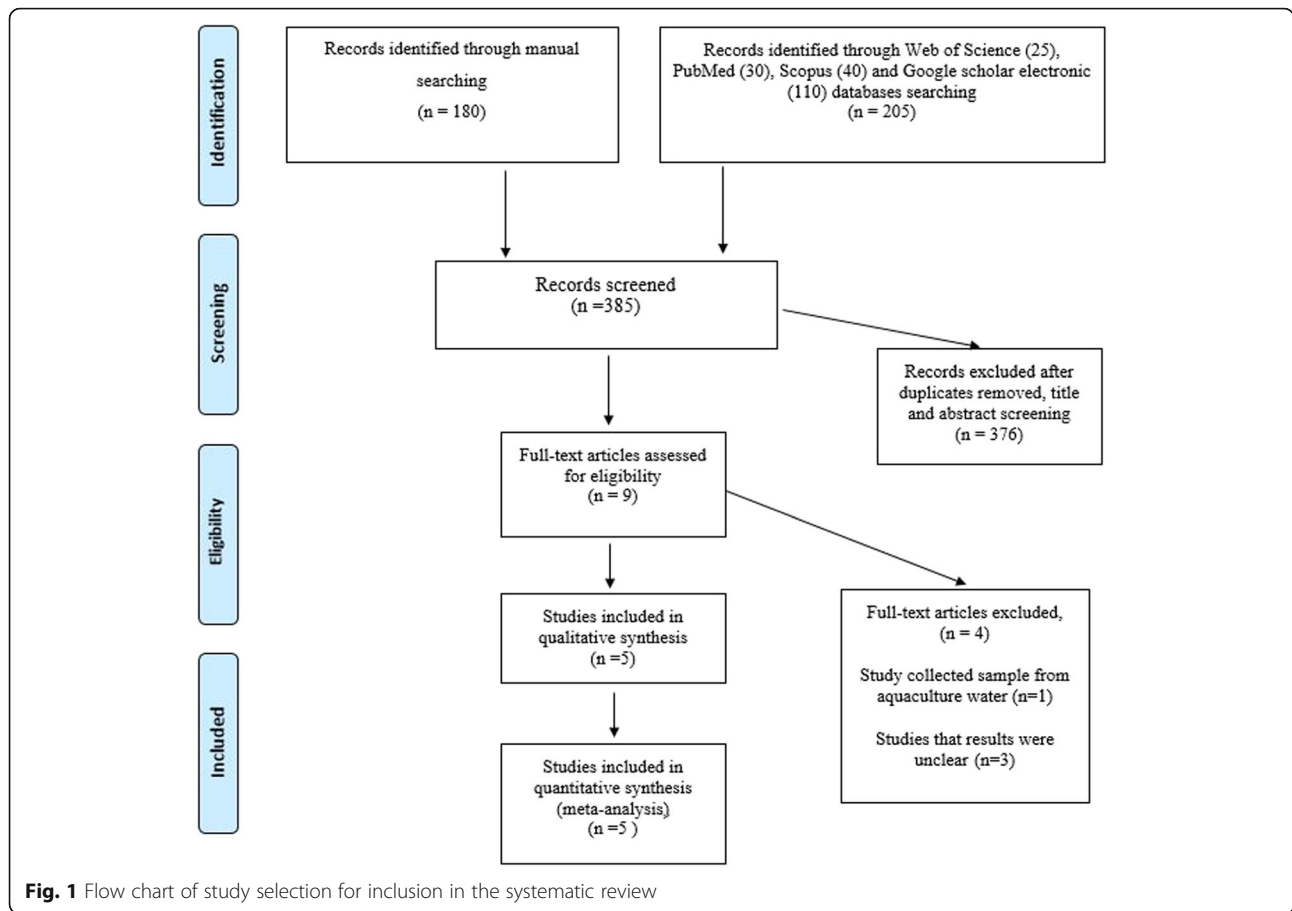 Identification
Records identified through manual
searching
(n = 180)
Records identified through Web of Science (25),
PubMed (30), Scopus (40) and Google scholar electronic
(110) databases searching
(n = 205)
Screening
Records screened
(n =385)
Records excluded after
duplicates removed, title
and abstract screening
(n = 376)
Eligibility
Full-text articles assessed
for eligibility
(n = 9)
Full-text articles excluded,
(n = 4)
Study collected sample from
aquaculture water (n=1)
Studies that results were
unclear (n=3)
Studies included in
qualitative synthesis
(n =5)
Included
Studies included in
quantitative synthesis
(meta-analysis)
(n =5 )
Fig. 1 Flow chart of study selection for inclusion in the systematic review